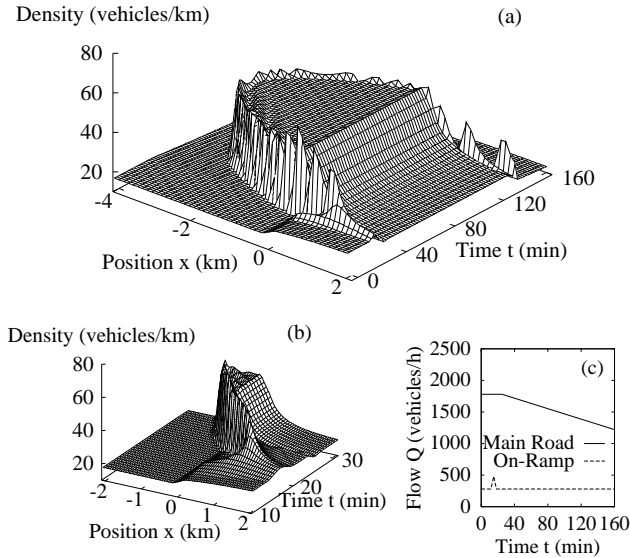 Density (vehicles/km)
(a)
80
60
40
20
-4
-2
0
2
Position x (km)
0
40
80
120
160
Time t (min)
Density (vehicles/km)
(b)
80
60
40
20
-2
-1
0
1
2
Position x (km)
10
20
30
Time t (min)
(c)
Flow Q (vehicles/h)
2500
2000
1500
1000
500
0
Main Road
On-Ramp
0 40 80 120 160
Time t (min)